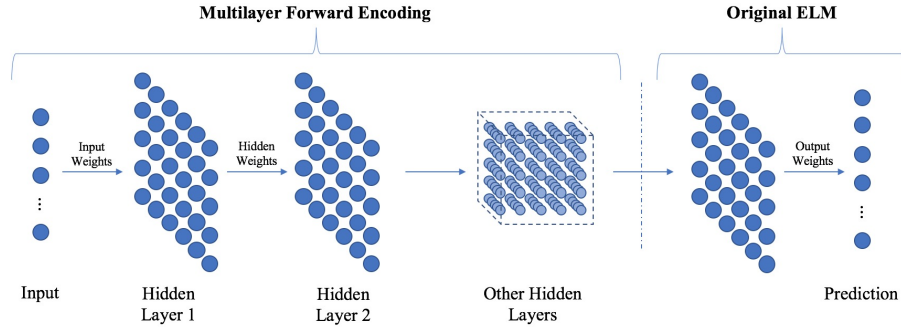 Multilayer Forward Encoding
Original ELM
Input
Weights
Hidden
Weights
Output
Weights
Input
Hidden
Layer 1
Hidden
Layer 2
Other Hidden
Layers
Prediction